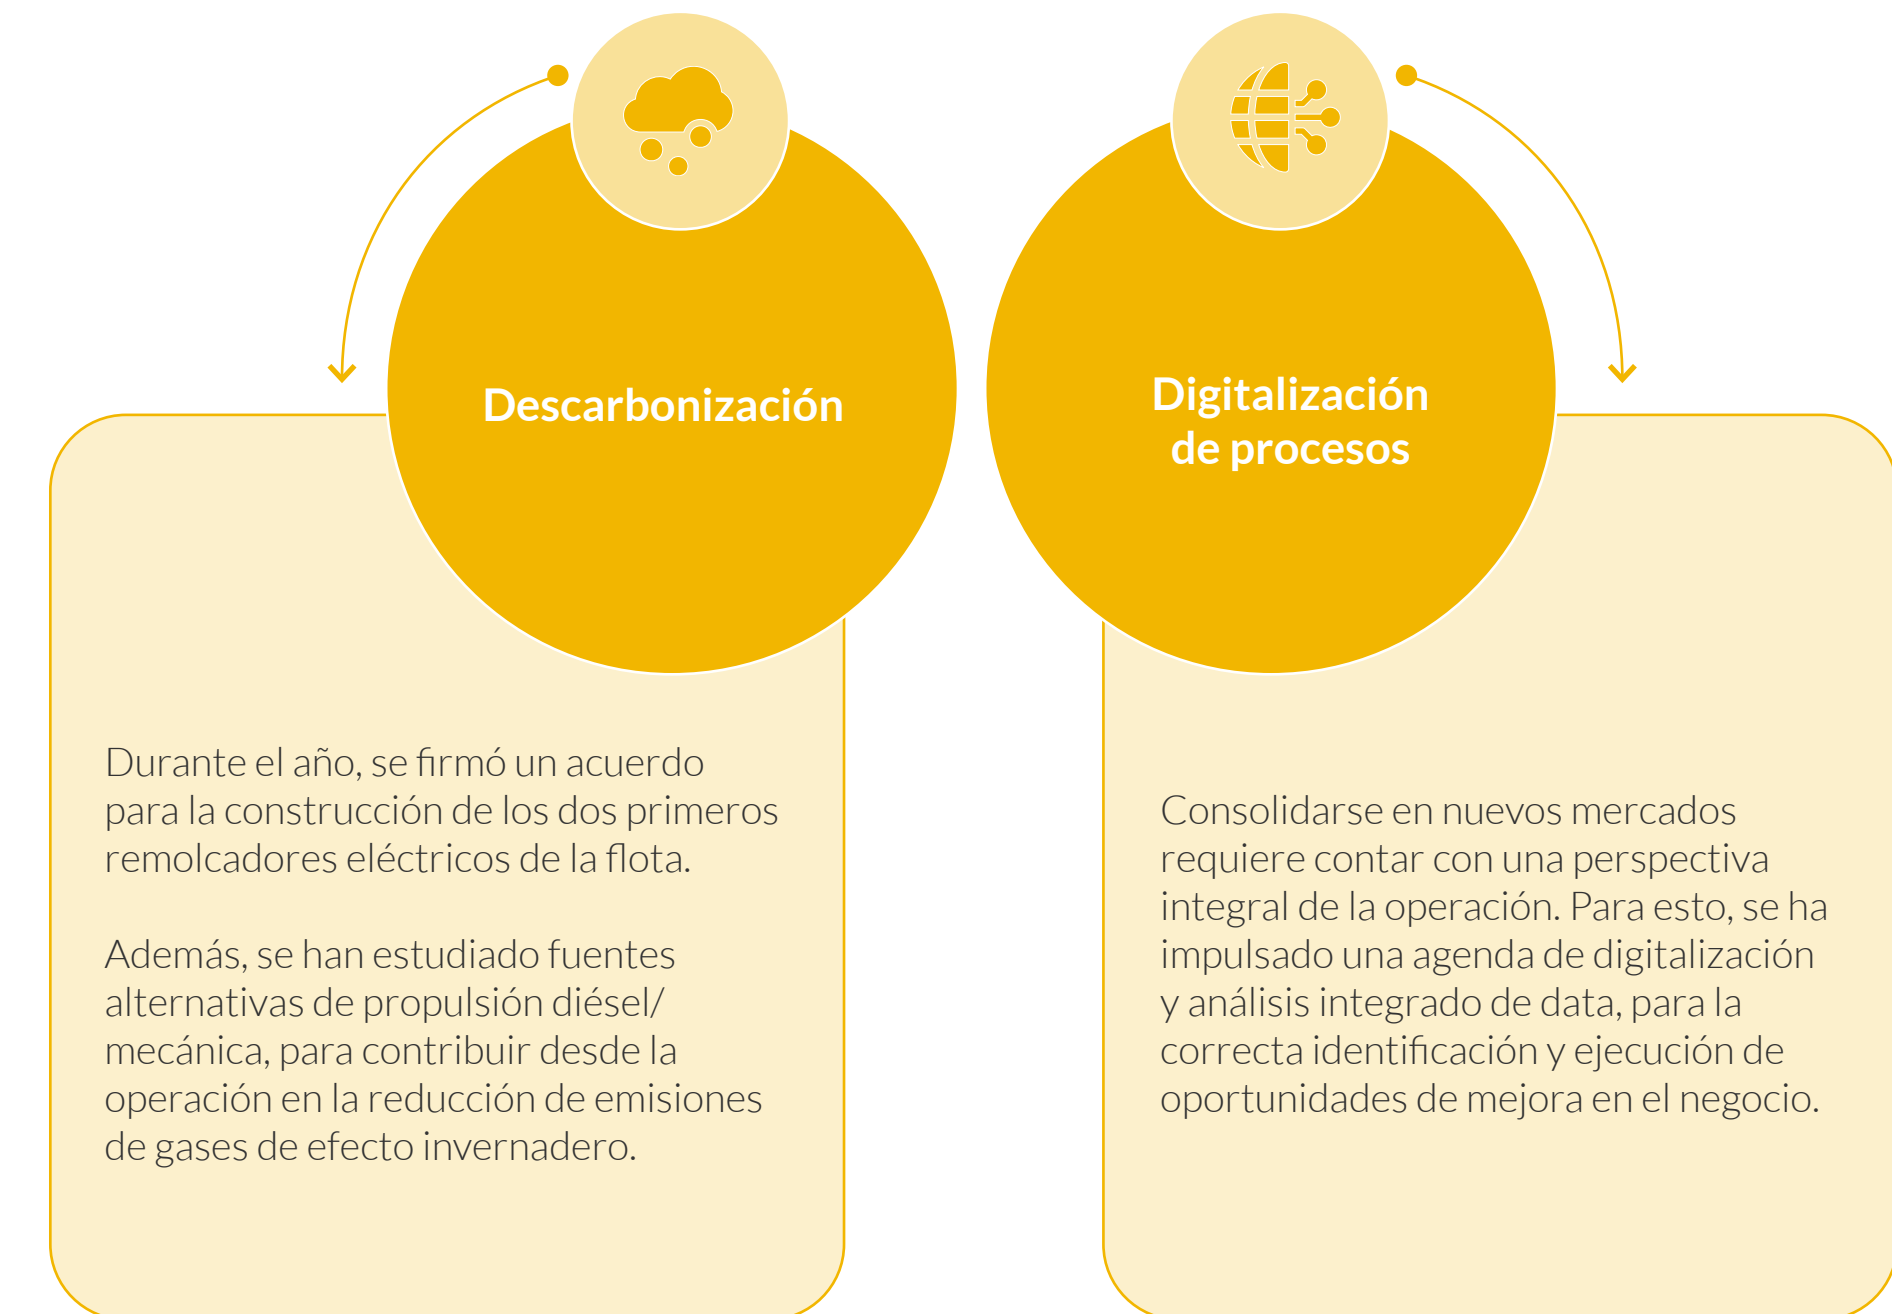 Descarbonización
Durante el año, se firmó un acuerdo
para la construcción de los dos primeros
remolcadores eléctricos de la flota.
Además, se han estudiado fuentes
alternativas de propulsión diésel/
mecánica, para contribuir desde la
operación en la reducción de emisiones
de gases de efecto invernadero.
Digitalización
de procesos
Consolidarse en nuevos mercados
requiere contar con una perspectiva
integral de la operación. Para esto, se ha
impulsado una agenda de digitalización
y análisis integrado de data, para la
correcta identificación y ejecución de
oportunidades de mejora en el negocio.